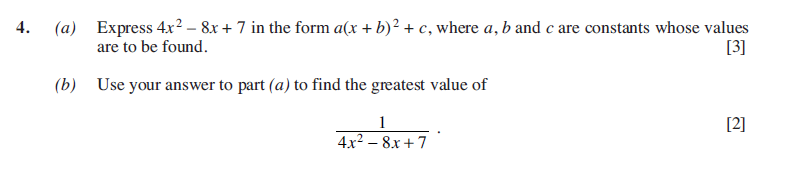 4. (a) Express 4x² – 8x + 7 in the form a(x + b)² + c, where a, b and c are constants whose values
are to be found. [3]
(b) Use your answer to part (a) to find the greatest value of
1
[2]
4x² – 8x + 7 .